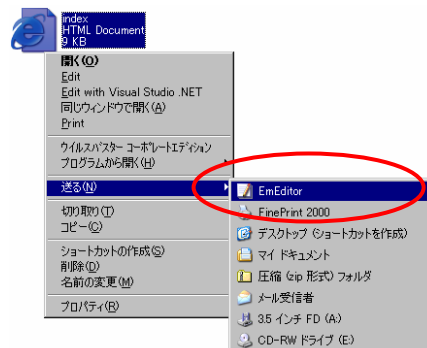 index
HTML Document
9 KB
開く(O)
Edit
Edit with Visual Studio .NET
同じウィンドウで開く(A)
Print
ウイルスバスター コーポレートエディション
プログラムから開く(H)
送る(N)
切り取り(T)
コピー(C)
ショートカットの作成(S)
削除(D)
名前の変更(M)
プロパティ(R)
EmEditor
FinePrint 2000
デスクトップ (ショートカットを作成)
マイ ドキュメント
圧縮 (zip 形式) フォルダ
メール受信者
3.5 インチ FD (A:)
CD-RW ドライブ (E:)